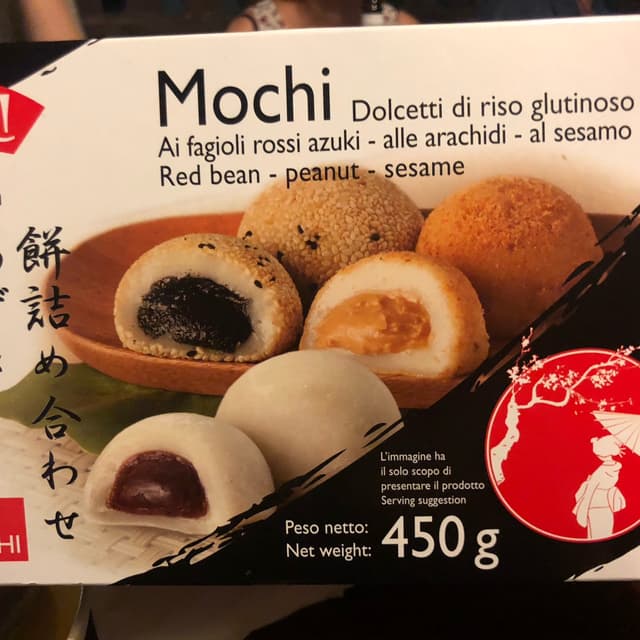 Mochi Dolcetti di riso glutinoso
Ai fagioli rossi azuki - alle arachidi - al sesamo
Red bean - peanut - sesame
餅詰め合わせ
L'immagine ha
il solo scopo di
presentare il prodotto
Serving suggestion
Peso netto:
Net weight: 450 g
HI